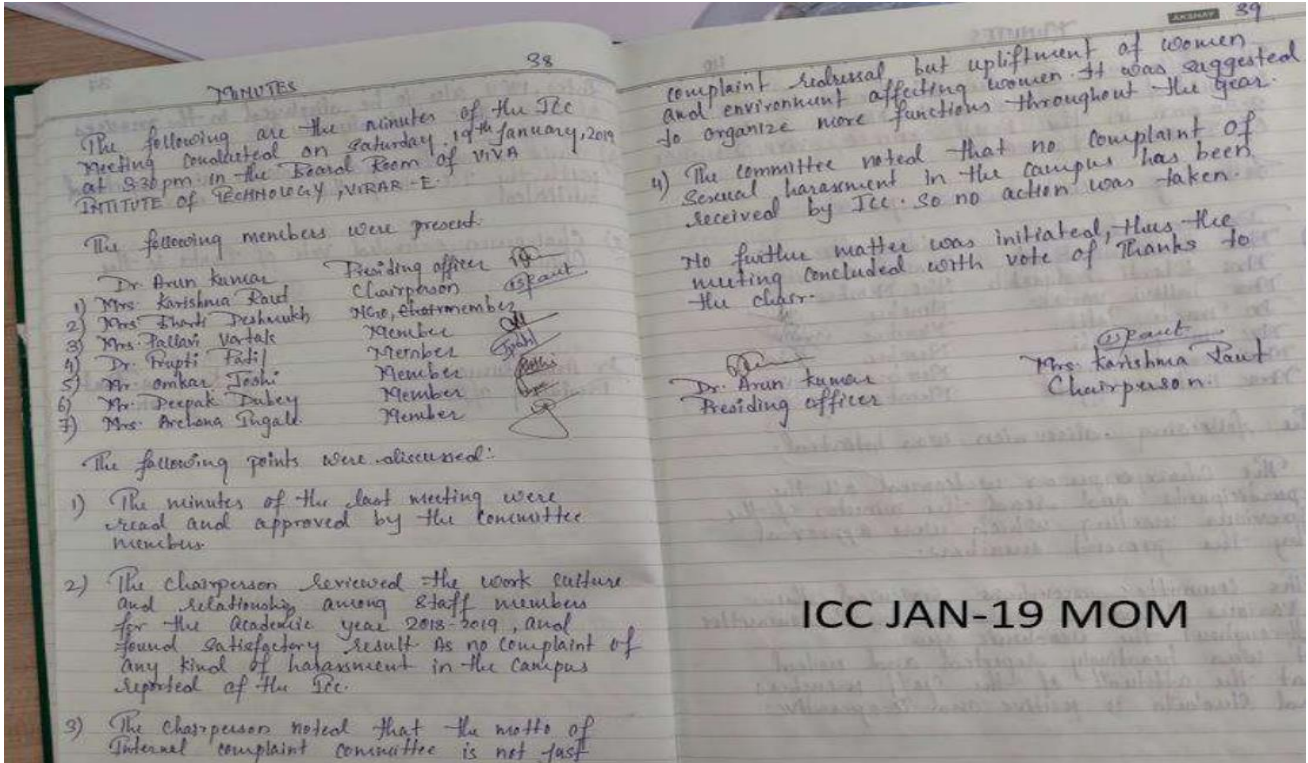 38
MINUTES
The following are the minutes of the Icc
meeting conducted on Saturday, 19th January, 2019
at 3:30pm in the Board Room of VIVA
INTITUTE of TECHNOLOGY, VIRAR-E.
The following members were present.
Dr. Arun Kumar Presiding officer
1) Mrs. Karishma Raut Chairperson
2) Mrs. Bharti Deshmukh NGO, member
3) Mrs. Pallavi Vartak Member
4) Dr. Trupti Patil Member
5) Mr. Omkar Joshi Member
6) Mr. Deepak Dubey Member
7) Mrs. Archana Ingale Member
The following points were discussed:
1) The minutes of the last meeting were
read and approved by the committee
members.
2) The chairperson reviewed the work culture
and relationship among staff members
for the academic year 2018-2019, and
found satisfactory result. As no complaint of
any kind of harassment in the campus
reported of the Icc.
3) The chairperson noted that the motto of
Internal complaint committee is not just
AKSHAY 39
complaint redressal but upliftment of women
and environment affecting women. It was suggested
to organize more functions throughout the year.
4) The committee noted that no complaint of
Sexual harassment in the campus has been
received by Icc. So no action was taken.
No further matter was initiated, thus the
meeting concluded with vote of Thanks to
the chair.
Dr. Arun Kumar
Presiding officer
Mrs. Karishma Raut
Chairperson
ICC JAN-19 MOM